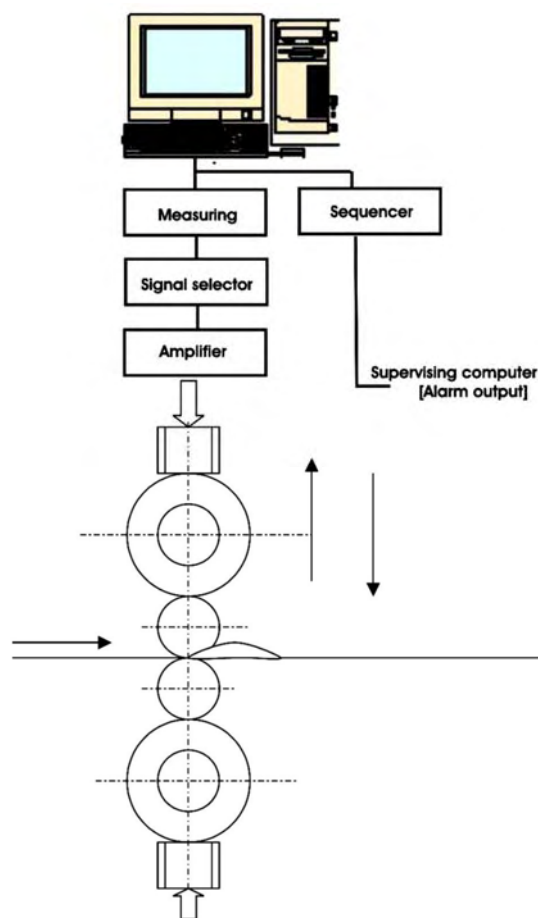 Measuring
Sequencer
Signal selector
Amplifier
Supervising computer
[Alarm output]